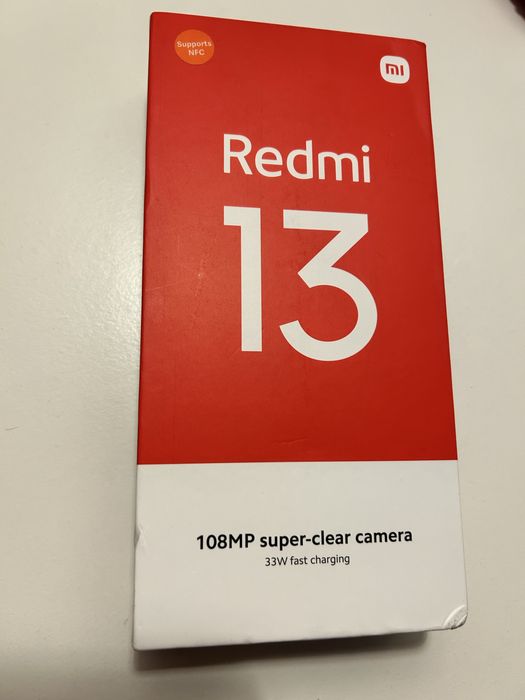 Supports
NFC
mi
Redmi
13
108MP super-clear camera
33W fast charging